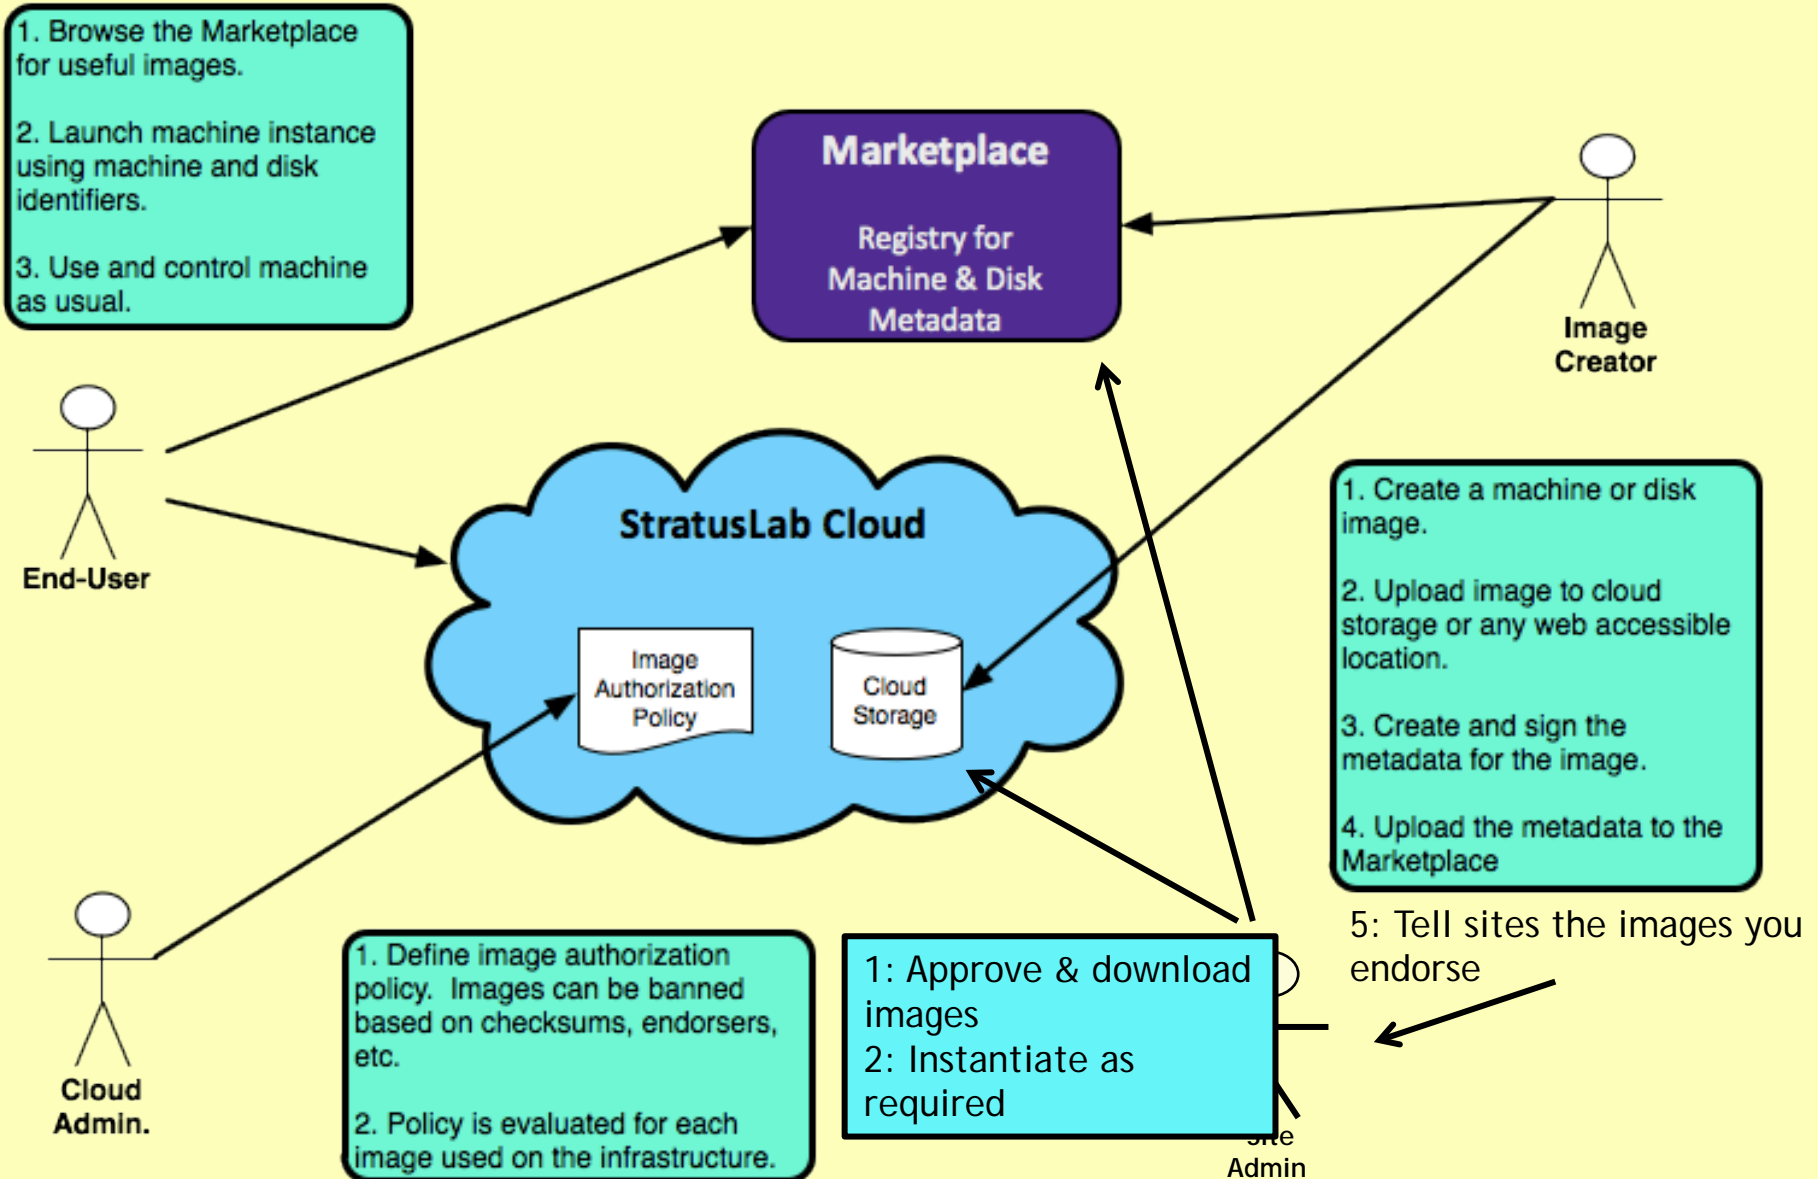 1. Browse the Marketplace
for useful images.
2. Launch machine instance
using machine and disk
identifiers.
3. Use and control machine
as usual.
Marketplace
Registry for
Machine & Disk
Metadata
Image
Creator
End-User
StratusLab Cloud
Image
Authorization
Policy
Cloud
Storage
1. Create a machine or disk
image.
2. Upload image to cloud
storage or any web accessible
location.
3. Create and sign the
metadata for the image.
4. Upload the metadata to the
Marketplace
5: Tell sites the images you
endorse
Cloud
Admin.
1. Define image authorization
policy. Images can be banned
based on checksums, endorsers,
etc.
2. Policy is evaluated for each
image used on the infrastructure.
1: Approve & download
images
2: Instantiate as
required
Site
Admin